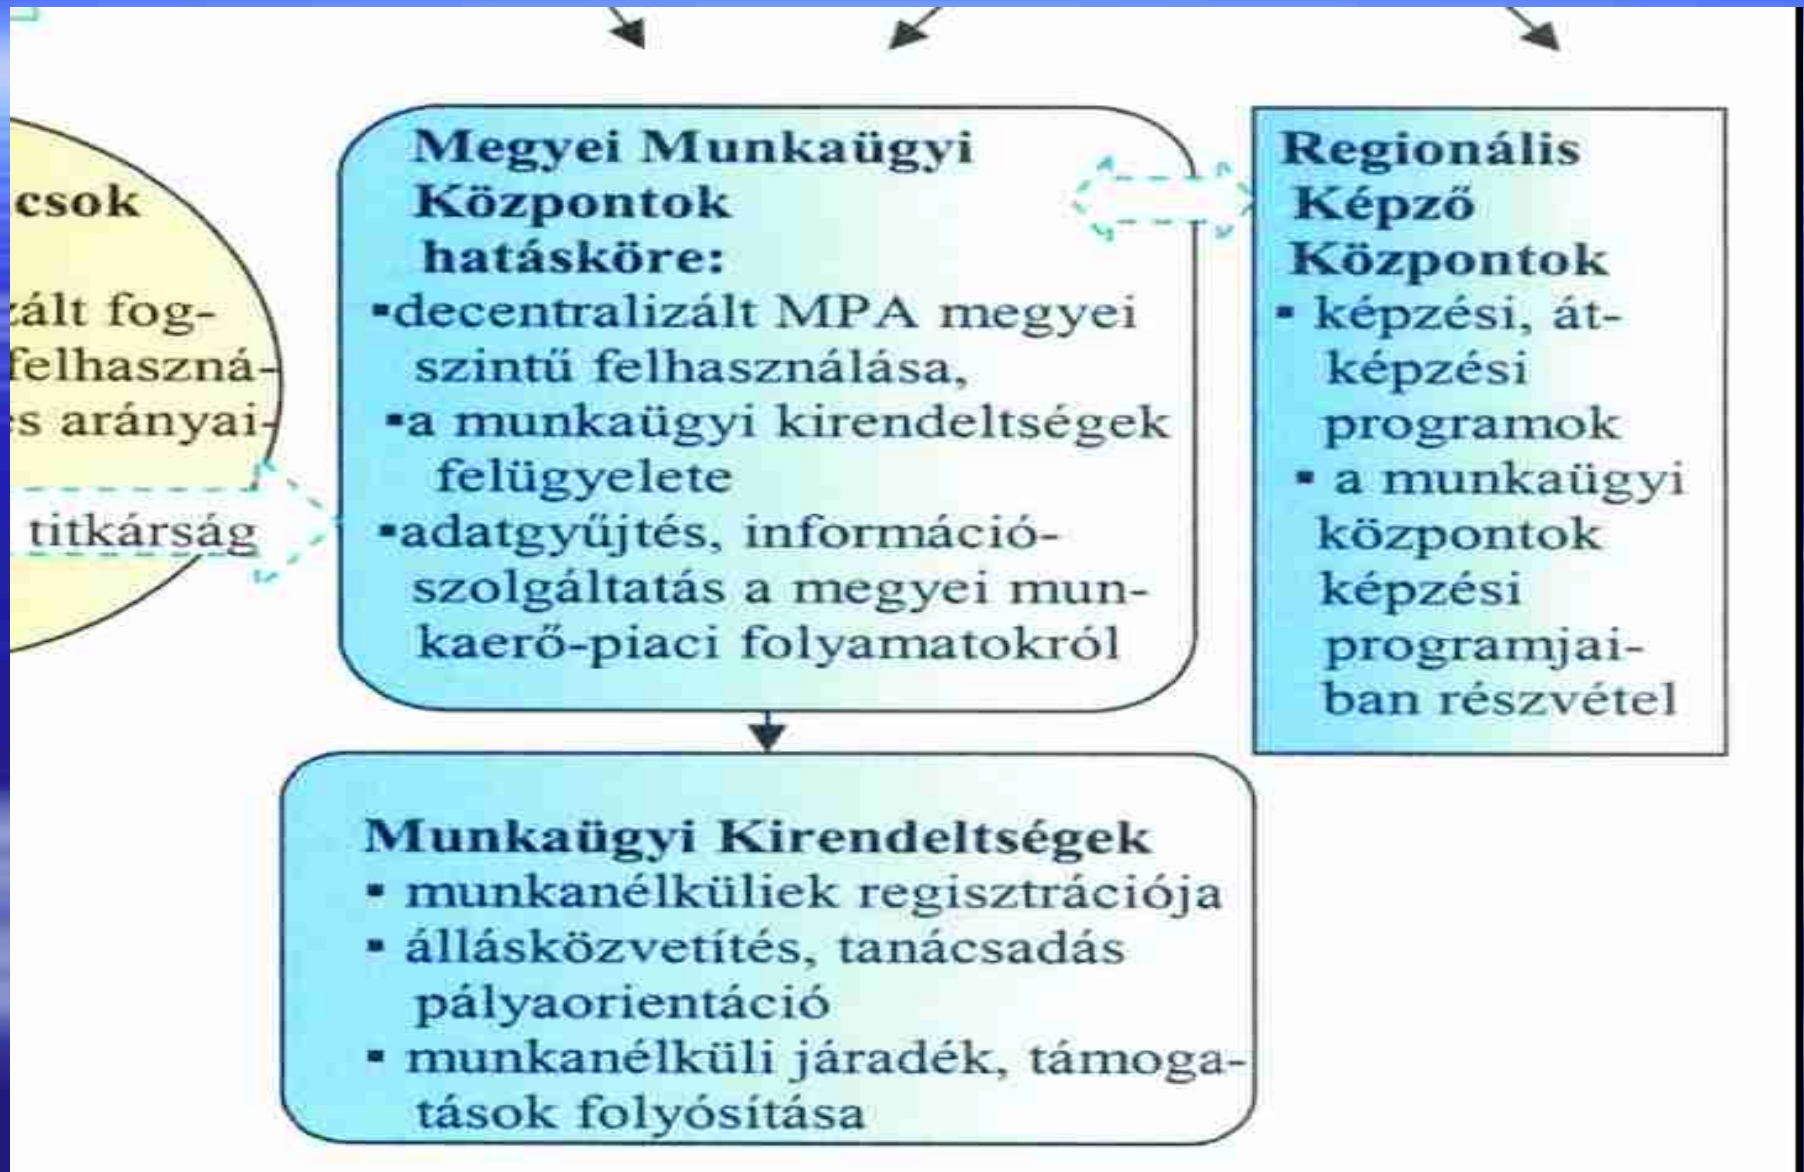 csok
zált fog-
felhaszná-
és arányai-
titkárság
Megyei Munkaügyi
Központok
hatásköre:
▪decentralizált MPA megyei
szintű felhasználása,
▪a munkaügyi kirendeltségek
felügyelete
▪adatgyűjtés, információ-
szolgáltatás a megyei mun-
kaerő-piaci folyamatokról
Regionális
Képző
Központok
▪ képzési, át-
képzési
programok
▪ a munkaügyi
központok
képzési
programjai-
ban részvétel
Munkaügyi Kirendeltségek
▪ munkanélküliek regisztrációja
▪ állásközvetítés, tanácsadás
pályaorientáció
▪ munkanélküli járadék, támoga-
tások folyósítása